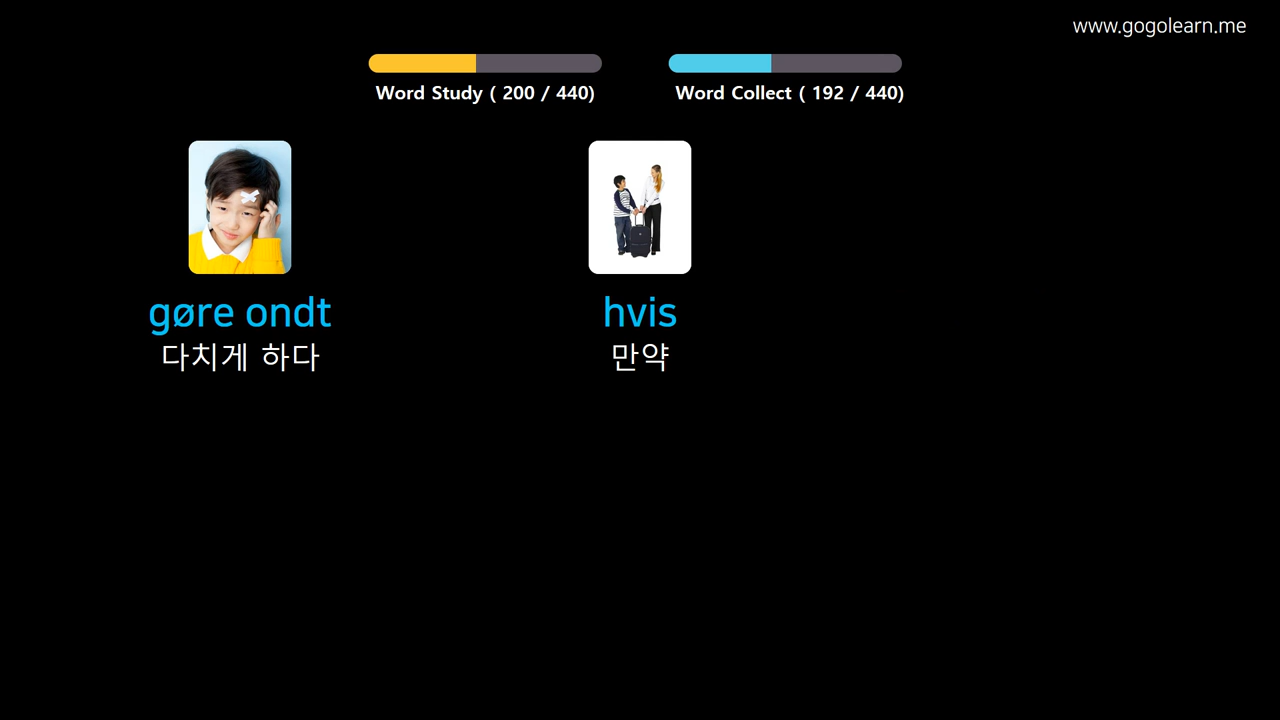 www.gogolearn.me
Word Study ( 200 / 440)
Word Collect ( 192 / 440)
gøre ondt
다치게 하다
hvis
만약